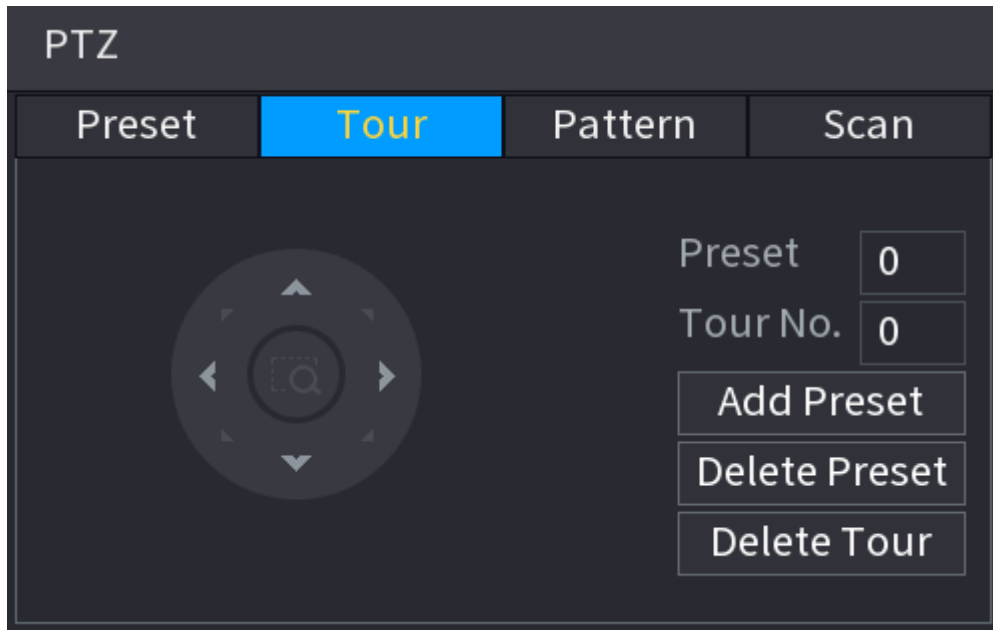 PTZ
Preset Tour Pattern Scan
Preset 0
Tour No. 0
Add Preset
Delete Preset
Delete Tour